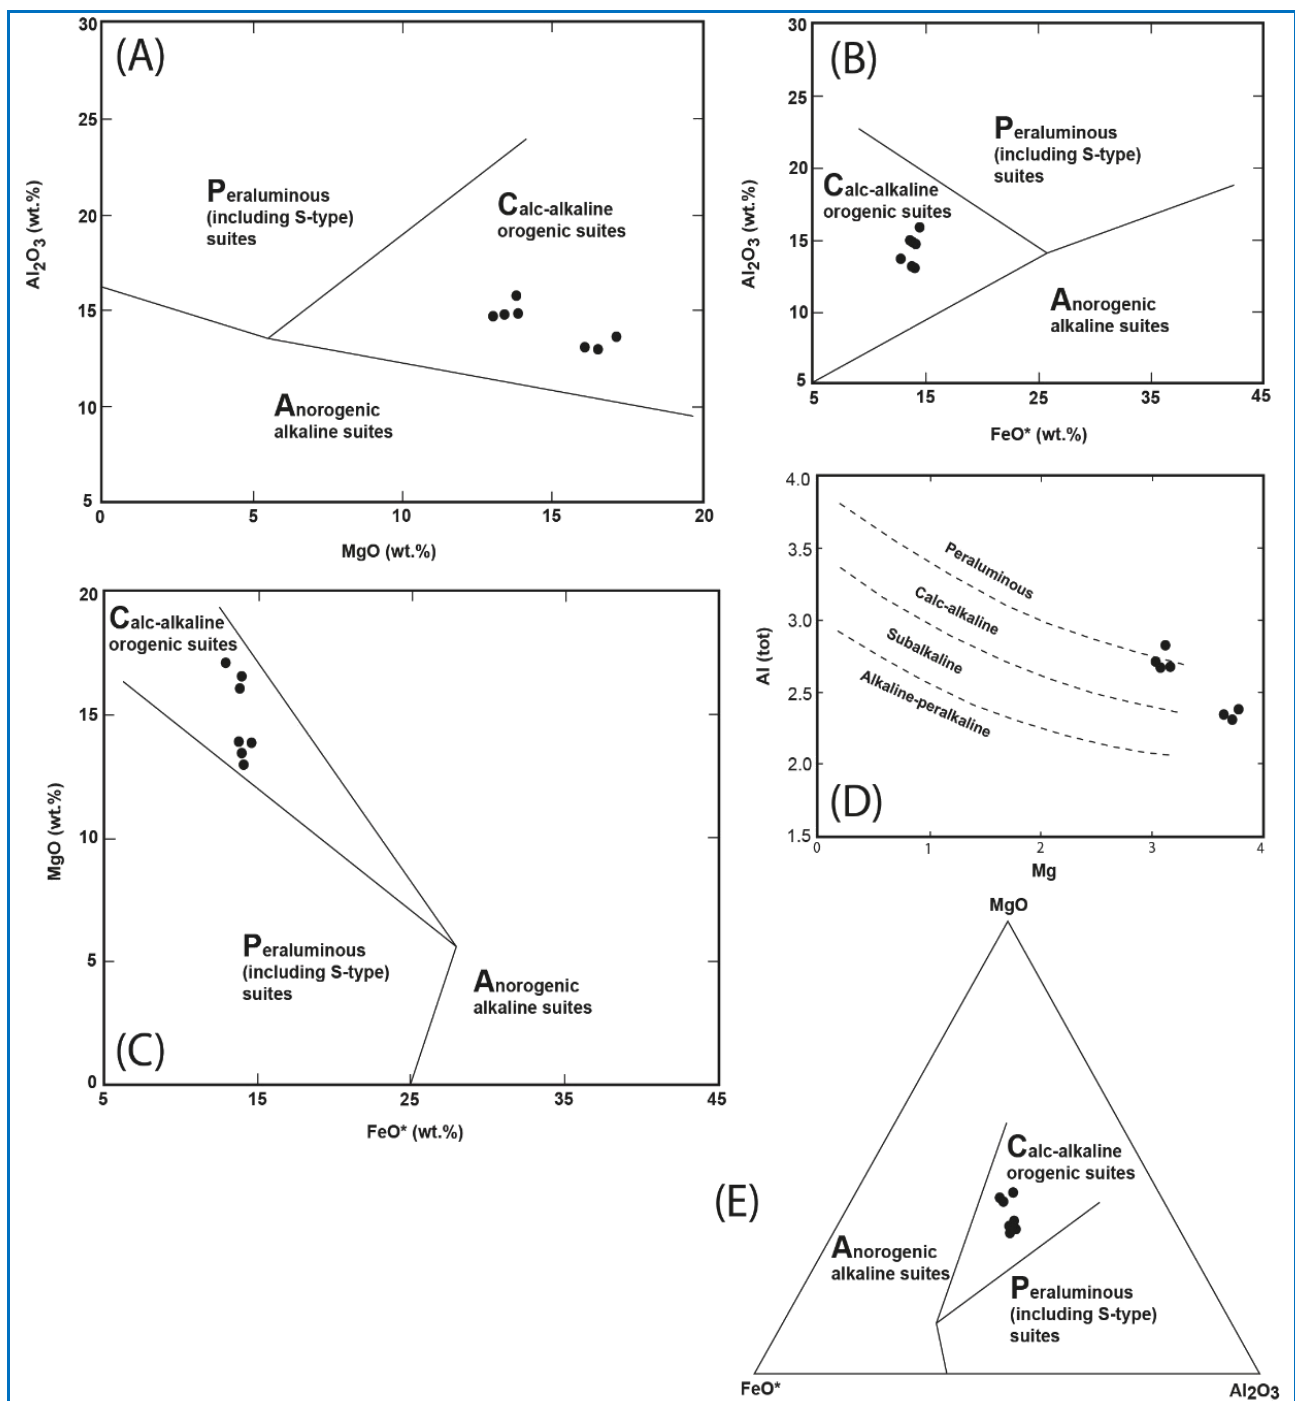 (A)
30
25
20
15
10
5
0
5
10
15
20
Al2O3 (wt.%)
MgO (wt.%)
Peraluminous
(including S-type)
suites
Calc-alkaline
orogenic suites
Anorogenic
alkaline suites
(B)
30
25
20
15
10
5
5
15
25
35
45
Al2O3 (wt.%)
FeO* (wt.%)
Peraluminous
(including S-type)
suites
Calc-alkaline
orogenic suites
Anorogenic
alkaline suites
(C)
20
15
10
5
0
5
15
25
35
45
MgO (wt.%)
FeO* (wt.%)
Calc-alkaline
orogenic suites
Peraluminous
(including S-type)
suites
Anorogenic
alkaline suites
(D)
4.0
3.5
3.0
2.5
2.0
1.5
0
1
2
3
4
Al (tot)
Mg
Peraluminous
Calc-alkaline
Subalkaline
Alkaline-peralkaline
(E)
MgO
Calc-alkaline
orogenic suites
Anorogenic
alkaline suites
Peraluminous
(including S-type)
suites
FeO*
Al2O3